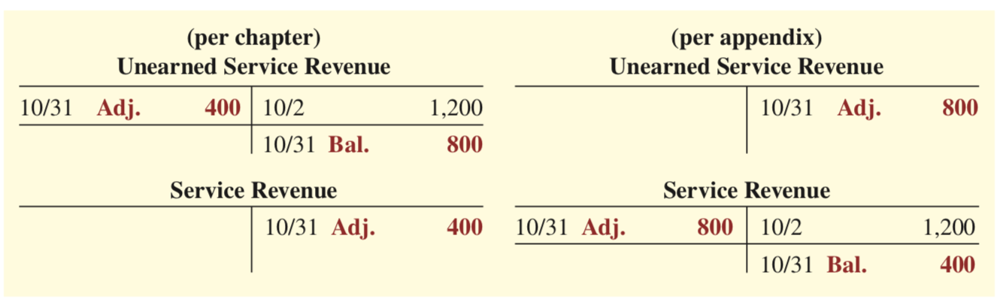 (per chapter)
Unearned Service Revenue
10/31 Adj. 400 10/2 1,200
10/31 Bal. 800
Service Revenue
10/31 Adj. 400
(per appendix)
Unearned Service Revenue
10/31 Adj. 800
Service Revenue
10/31 Adj. 800 10/2 1,200
10/31 Bal. 400